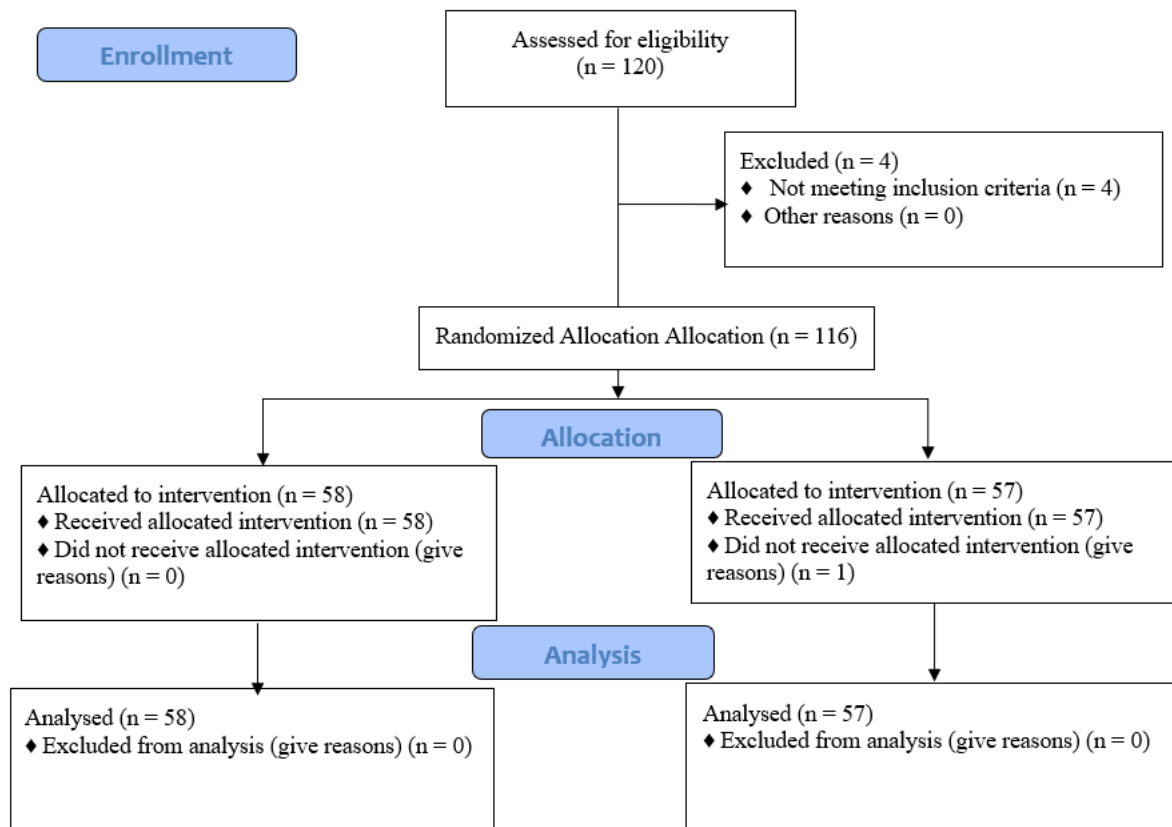 Enrollment
Assessed for eligibility
(n = 120)
Excluded (n = 4)
♦ Not meeting inclusion criteria (n = 4)
♦ Other reasons (n = 0)
Randomized Allocation Allocation (n = 116)
Allocation
Allocated to intervention (n = 58)
♦ Received allocated intervention (n = 58)
♦ Did not receive allocated intervention (give
reasons) (n = 0)
Allocated to intervention (n = 57)
♦ Received allocated intervention (n = 57)
♦ Did not receive allocated intervention (give
reasons) (n = 1)
Analysis
Analysed (n = 58)
♦ Excluded from analysis (give reasons) (n = 0)
Analysed (n = 57)
♦ Excluded from analysis (give reasons) (n = 0)